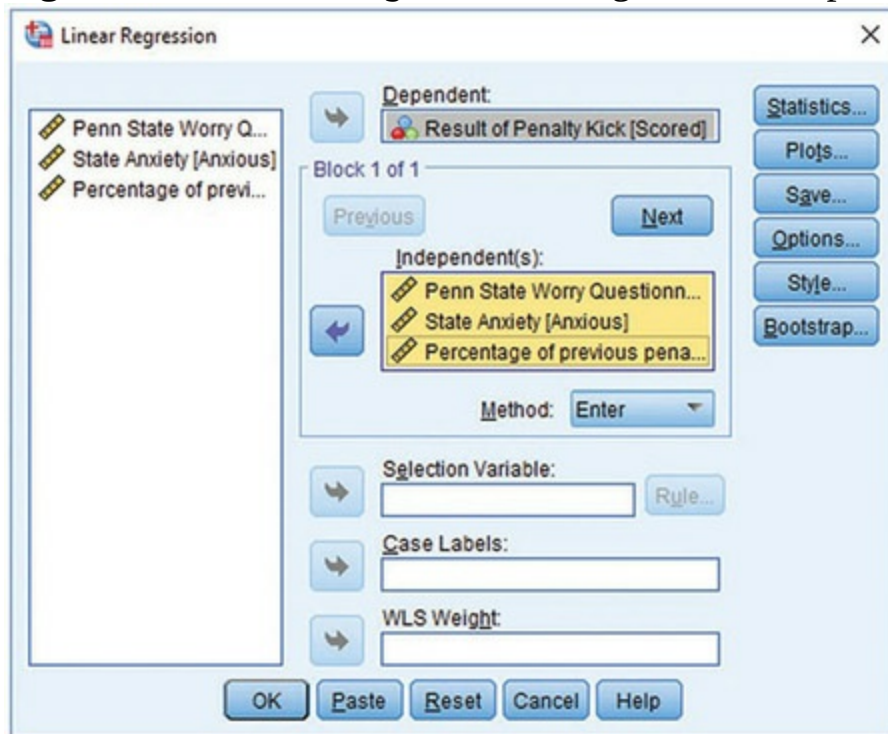 Linear Regression
Penn State Worry Q...
State Anxiety [Anxious]
Percentage of previ...
Dependent:
Result of Penalty Kick [Scored]
Block 1 of 1
Previous
Next
Independent(s):
Penn State Worry Questionn...
State Anxiety [Anxious]
Percentage of previous pena...
Method: Enter
Selection Variable:
Rule...
Case Labels:
WLS Weight:
Statistics...
Plots...
Save...
Options...
Style...
Bootstrap...
OK Paste Reset Cancel Help